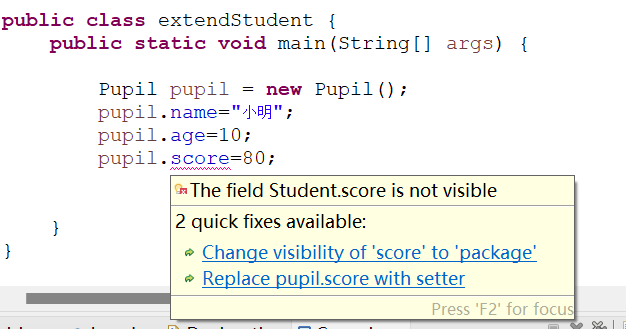 public class extendStudent {
public static void main(String[] args) {
Pupil pupil = new Pupil();
pupil.name="小明";
pupil.age=10;
pupil.score=80;
The field Student.score is not visible
2 quick fixes available:
Change visibility of 'score' to 'package'
Replace pupil.score with setter
Press 'F2' for focus
}
}